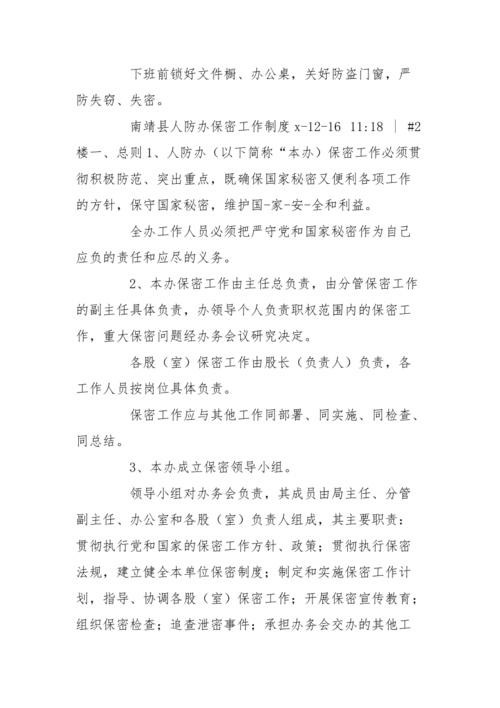 下班前锁好文件橱、办公桌，关好防盗门窗，严
防失窃、失密。
南靖县人防办保密工作制度 x-12-16 11:18 | #2
楼一、总则 1、人防办（以下简称“本办）保密工作必须贯
彻积极防范、突出重点，既确保国家秘密又便利各项工作
的方针，保守国家秘密，维护国-家-安-全和利益。
全办工作人员必须把严守党和国家秘密作为自己
应负的责任和应尽的义务。
2、本办保密工作由主任总负责，由分管保密工作
的副主任具体负责，办领导个人负责职权范围内的保密工
作，重大保密问题经办务会议研究决定。
各股（室）保密工作由股长（负责人）负责，各
工作人员按岗位具体负责。
保密工作应与其他工作同部署、同实施、同检查、
同总结。
3、本办成立保密领导小组。
领导小组对办务会负责，其成员由局主任、分管
副主任、办公室和各股（室）负责人组成，其主要职责：
贯彻执行党和国家的保密工作方针、政策；贯彻执行保密
法规，建立健全本单位保密制度；制定和实施保密工作计
划，指导、协调各股（室）保密工作；开展保密宣传教育；
组织保密检查；追查泄密事件；承担办务会交办的其他工